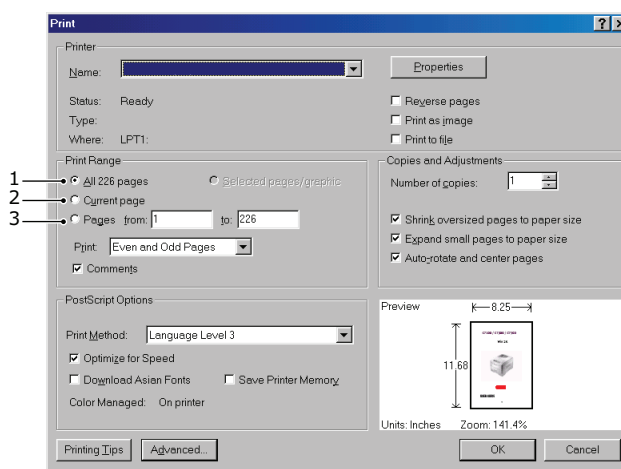 Print
Printer
Name:
Properties
Status: Ready
Reverse pages
Type:
Print as image
Where: LPT1:
Print to file
Print Range
Copies and Adjustments
1
All 226 pages
Selected pages/graphic
Number of copies: 1
2
Current page
3
Pages from: 1 to: 226
Shrink oversized pages to paper size
Print: Even and Odd Pages
Expand small pages to paper size
Comments
Auto-rotate and center pages
PostScript Options
Preview
8.25
Print Method: Language Level 3
Optimize for Speed
11.68
Download Asian Fonts
Save Printer Memory
Color Managed: On printer
Units: Inches Zoom: 141.4%
Printing Tips
Advanced...
OK
Cancel